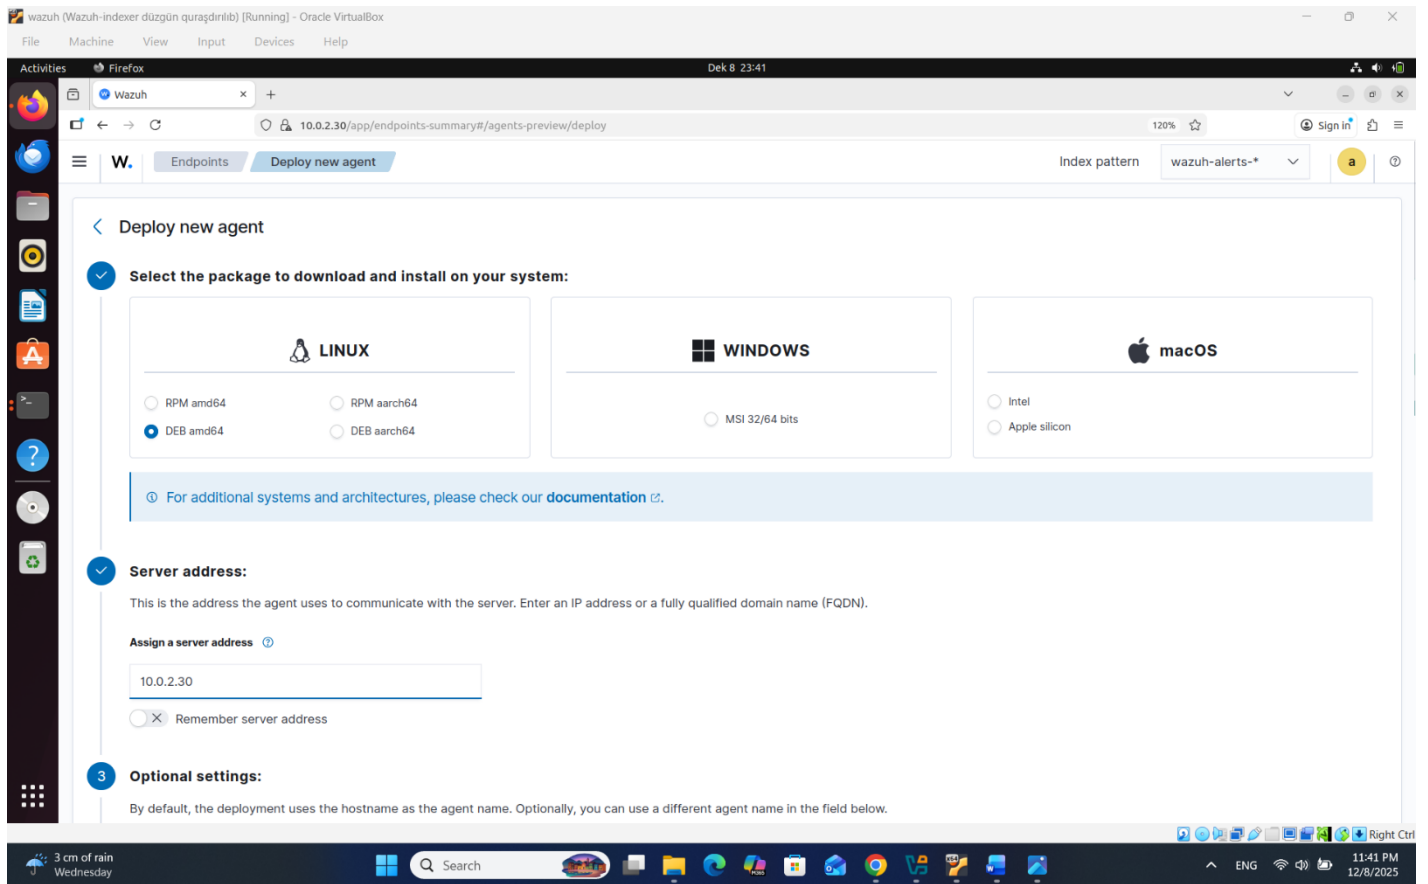 wazuh (Wazuh-indexer düzgün quraşdırılıb) [Running] - Oracle VirtualBox
File Machine View Input Devices Help
Activities Firefox Dek 8 23:41
Wazuh
10.0.2.30/app/endpoints-summary#/agents-preview/deploy 120% Sign in
W. Endpoints Deploy new agent Index pattern wazuh-alerts-* a
Deploy new agent
Select the package to download and install on your system:
LINUX WINDOWS macOS
RPM amd64 RPM aarch64 MSI 32/64 bits Intel
DEB amd64 DEB aarch64 Apple silicon
For additional systems and architectures, please check our documentation.
Server address:
This is the address the agent uses to communicate with the server. Enter an IP address or a fully qualified domain name (FQDN).
Assign a server address
10.0.2.30
Remember server address
3 Optional settings:
By default, the deployment uses the hostname as the agent name. Optionally, you can use a different agent name in the field below.
Right Ctrl
3 cm of rain
Wednesday
Search
ENG
11:41 PM
12/8/2025